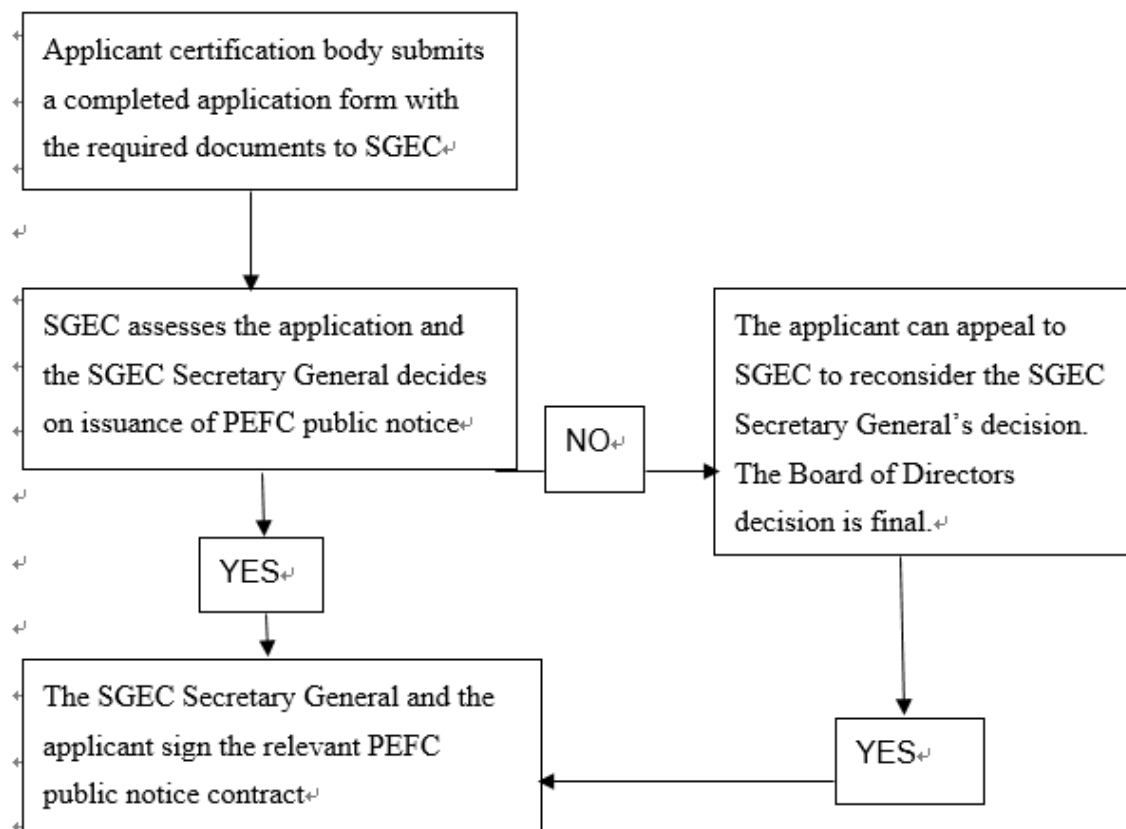 Applicant certification body submits
a completed application form with
the required documents to SGEC
SGEC assesses the application and
the SGEC Secretary General decides
on issuance of PEFC public notice
NO
The applicant can appeal to
SGEC to reconsider the SGEC
Secretary General’s decision.
The Board of Directors
decision is final.
YES
The SGEC Secretary General and the
applicant sign the relevant PEFC
public notice contract
YES